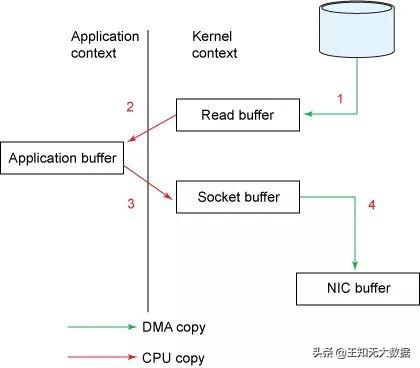 Application
context
Kernel
context
1
2
Read buffer
Application buffer
3
Socket buffer
4
NIC buffer
DMA copy
CPU copy
头条 @王知无大数据